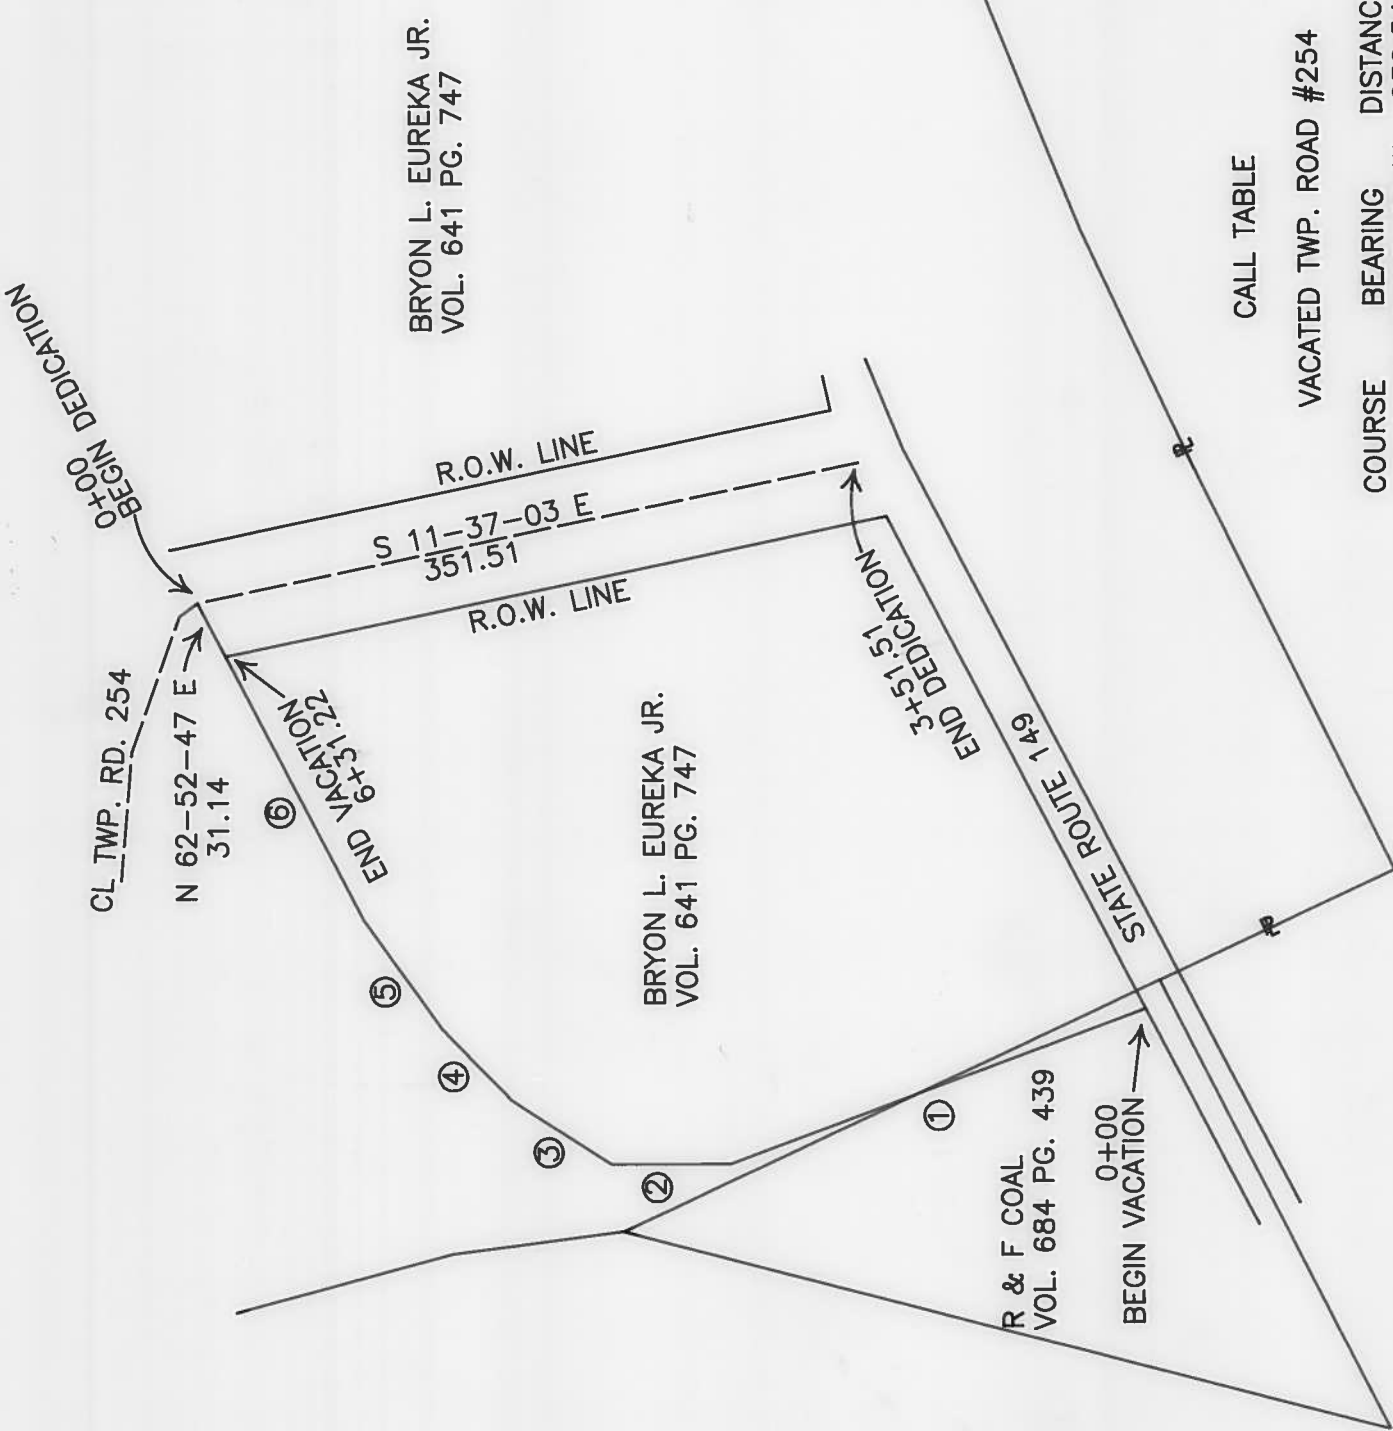 0+00
BEGIN DEDICATION
BRYON L. EUREKA JR.
VOL. 641 PG. 747
CL TWP. RD. 254
N 62-52-47 E
31.14
R.O.W. LINE
S 11-37-03 E
351.51
R.O.W. LINE
END VACATION
6+31.22
⑥
⑤
④
③
②
①
BRYON L. EUREKA JR.
VOL. 641 PG. 747
3+51.51
END DEDICATION
STATE ROUTE 149
R & F COAL
VOL. 684 PG. 439
0+00
BEGIN VACATION
PL
PL
CALL TABLE
VACATED TWP. ROAD #254
COURSE BEARING DISTANC